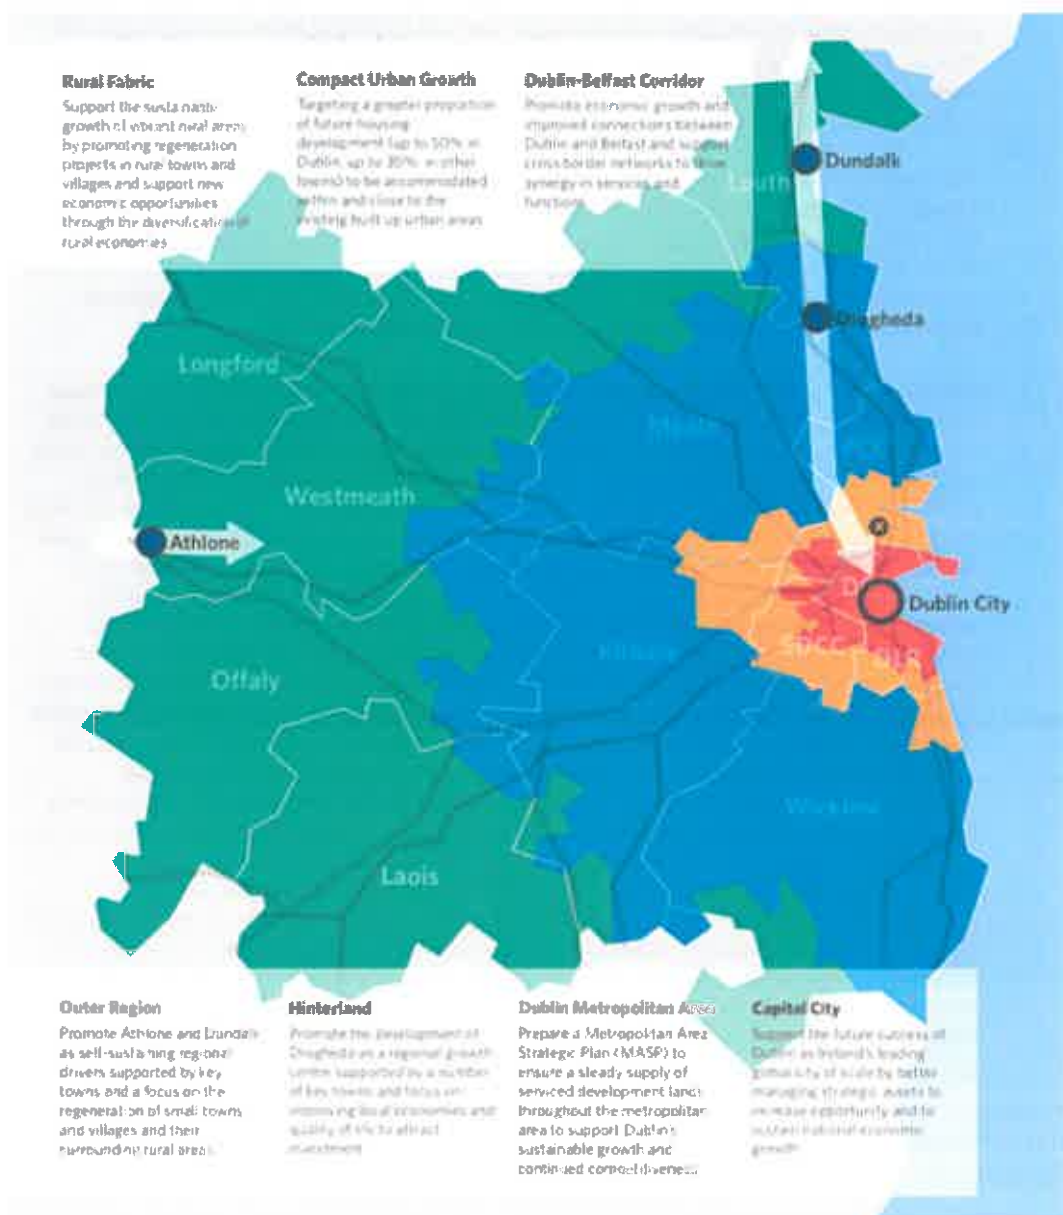 Rural Fabric
Support the sustainable
growth of vibrant rural areas
by promoting regeneration
projects in rural towns and
villages and support new
economic opportunities
through the diversification of
rural economies
Compact Urban Growth
Targeting a greater proportion
of future housing
development (up to 50% in
Dublin, up to 30% in other
towns) to be accommodated
within and close to the
existing built up urban areas
Dublin-Belfast Corridor
Promote economic growth and
improved connections between
Dublin and Belfast and support
cross border networks to
synergy in services and
functions
Dundalk
Louth
Drogheda
Longford
Meath
Westmeath
Athlone
Dublin City
SDCC
DLR
Kildare
Offaly
Wicklow
Laois
Outer Region
Promote Athlone and Dundalk
as self-sustaining regional
drivers supported by key
towns and a focus on the
regeneration of small towns
and villages and their
surrounding rural areas
Hinterland
Promote the development of
Drogheda as a regional growth
centre supported by a number
of key towns and focus on
improving local economies and
quality of life to attract
investment
Dublin Metropolitan Area
Prepare a Metropolitan Area
Strategic Plan (MASP) to
ensure a steady supply of
serviced development lands
throughout the metropolitan
area to support Dublin's
sustainable growth and
continued competitiveness
Capital City
Support the future success of
Dublin as Ireland's leading
global city of scale by better
managing strategic assets to
increase opportunity and to
sustain national economic
growth